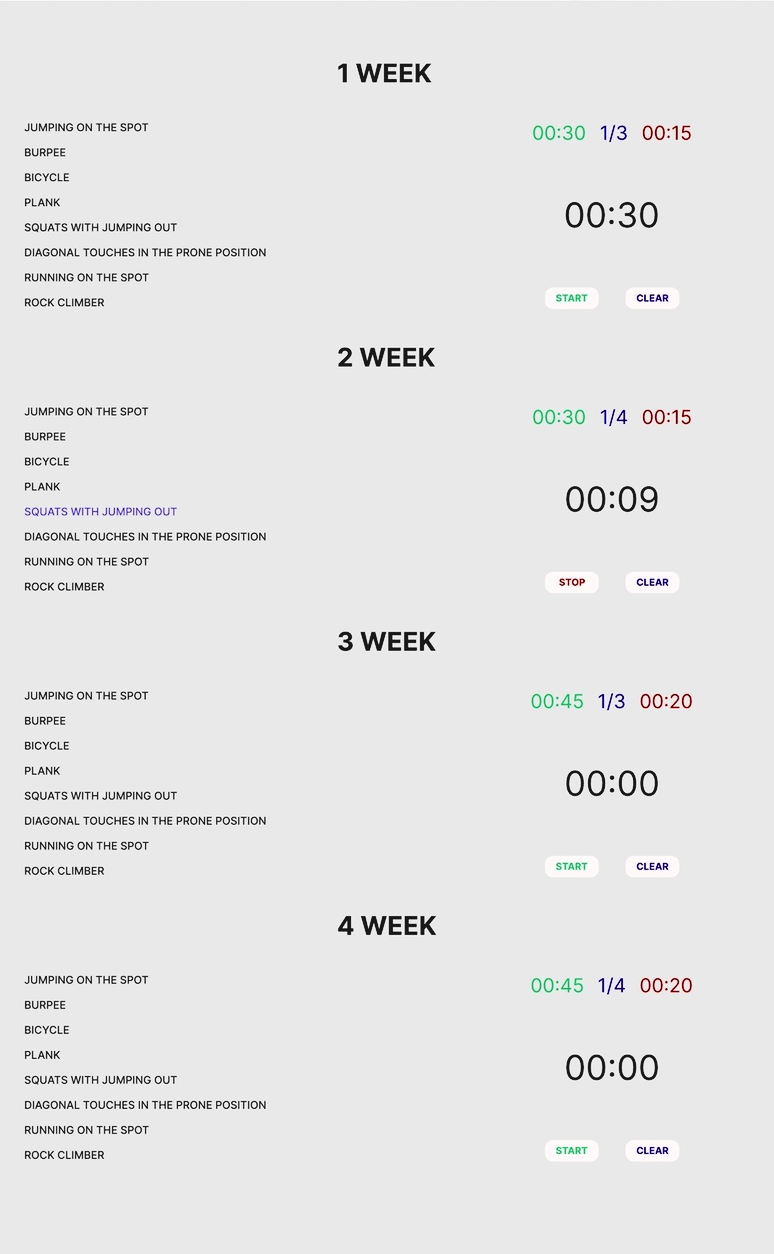 1 WEEK
JUMPING ON THE SPOT
BURPEE
BICYCLE
PLANK
SQUATS WITH JUMPING OUT
DIAGONAL TOUCHES IN THE PRONE POSITION
RUNNING ON THE SPOT
ROCK CLIMBER
00:30 1/3 00:15
00:30
START CLEAR
2 WEEK
JUMPING ON THE SPOT
BURPEE
BICYCLE
PLANK
SQUATS WITH JUMPING OUT
DIAGONAL TOUCHES IN THE PRONE POSITION
RUNNING ON THE SPOT
ROCK CLIMBER
00:30 1/4 00:15
00:09
STOP CLEAR
3 WEEK
JUMPING ON THE SPOT
BURPEE
BICYCLE
PLANK
SQUATS WITH JUMPING OUT
DIAGONAL TOUCHES IN THE PRONE POSITION
RUNNING ON THE SPOT
ROCK CLIMBER
00:45 1/3 00:20
00:00
START CLEAR
4 WEEK
JUMPING ON THE SPOT
BURPEE
BICYCLE
PLANK
SQUATS WITH JUMPING OUT
DIAGONAL TOUCHES IN THE PRONE POSITION
RUNNING ON THE SPOT
ROCK CLIMBER
00:45 1/4 00:20
00:00
START CLEAR